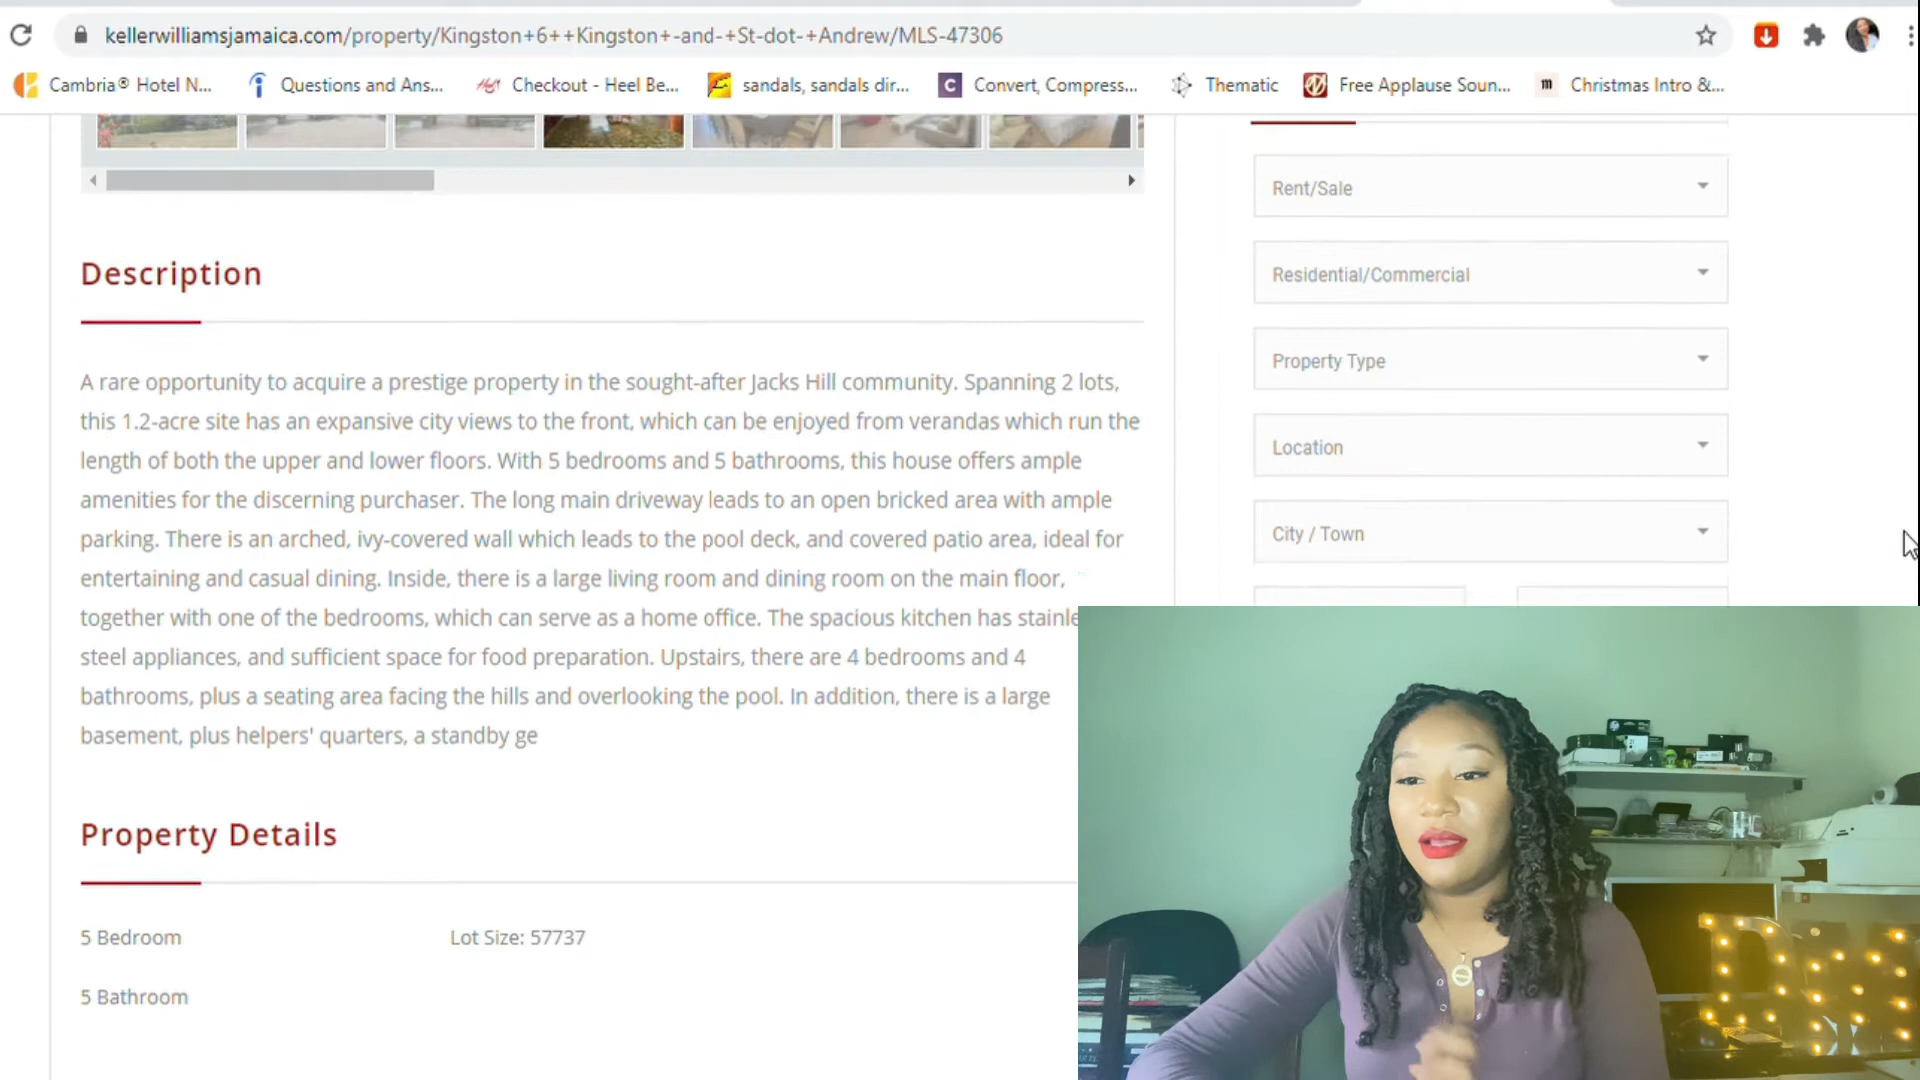 kellerwilliamsjamaica.com/property/Kingston+6++Kingston+-and-+St-dot-+Andrew/MLS-47306
Cambria® Hotel N... Questions and Ans... Checkout - Heel Be... sandals, sandals dir... C Convert, Compress... Thematic Free Applause Soun... m Christmas Intro &...
Rent/Sale
Residential/Commercial
Property Type
Location
City / Town
Description
A rare opportunity to acquire a prestige property in the sought-after Jacks Hill community. Spanning 2 lots,
this 1.2-acre site has an expansive city views to the front, which can be enjoyed from verandas which run the
length of both the upper and lower floors. With 5 bedrooms and 5 bathrooms, this house offers ample
amenities for the discerning purchaser. The long main driveway leads to an open bricked area with ample
parking. There is an arched, ivy-covered wall which leads to the pool deck, and covered patio area, ideal for
entertaining and casual dining. Inside, there is a large living room and dining room on the main floor,
together with one of the bedrooms, which can serve as a home office. The spacious kitchen has stainle
steel appliances, and sufficient space for food preparation. Upstairs, there are 4 bedrooms and 4
bathrooms, plus a seating area facing the hills and overlooking the pool. In addition, there is a large
basement, plus helpers' quarters, a standby ge
Property Details
5 Bedroom Lot Size: 57737
5 Bathroom